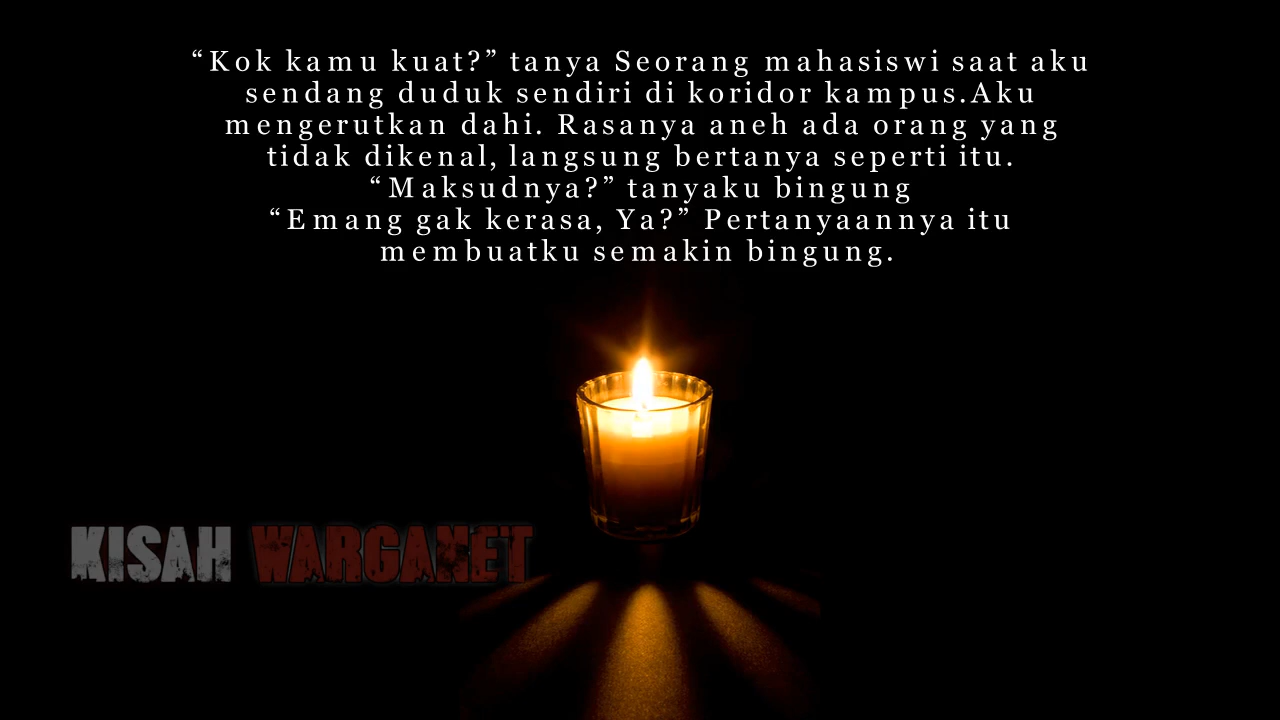 “Kok kamu kuat?” tanya Seorang mahasiswi saat aku
sendang duduk sendiri di koridor kampus.Aku
mengerutkan dahi. Rasanya aneh ada orang yang
tidak dikenal, langsung bertanya seperti itu.
“Maksudnya?” tanyaku bingung
“Emang gak kerasa, Ya?” Pertanyaannya itu
membuatku semakin bingung.
KISAH WARGANET